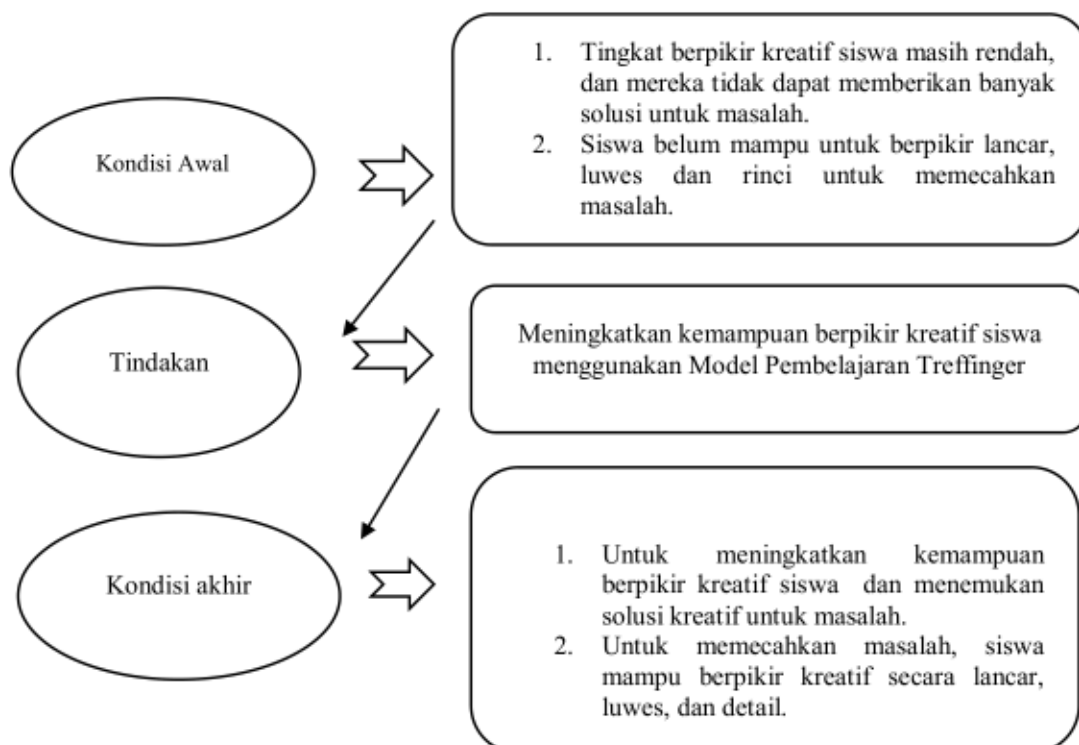 Kondisi Awal
1. Tingkat berpikir kreatif siswa masih rendah,
dan mereka tidak dapat memberikan banyak
solusi untuk masalah.
2. Siswa belum mampu untuk berpikir lancar,
luwes dan rinci untuk memecahkan
masalah.
Tindakan
Meningkatkan kemampuan berpikir kreatif siswa
menggunakan Model Pembelajaran Treffinger
Kondisi akhir
1. Untuk meningkatkan kemampuan
berpikir kreatif siswa dan menemukan
solusi kreatif untuk masalah.
2. Untuk memecahkan masalah, siswa
mampu berpikir kreatif secara lancar,
luwes, dan detail.